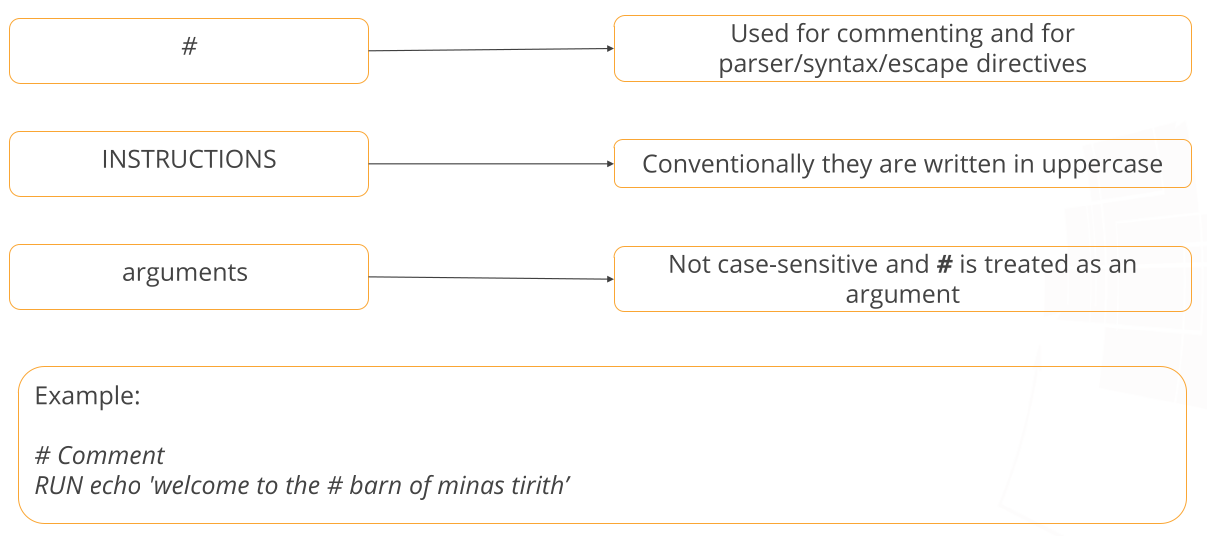 #
Used for commenting and for
parser/syntax/escape directives
INSTRUCTIONS
Conventionally they are written in uppercase
arguments
Not case-sensitive and # is treated as an
argument
Example:
# Comment
RUN echo 'welcome to the # barn of minas tirith’